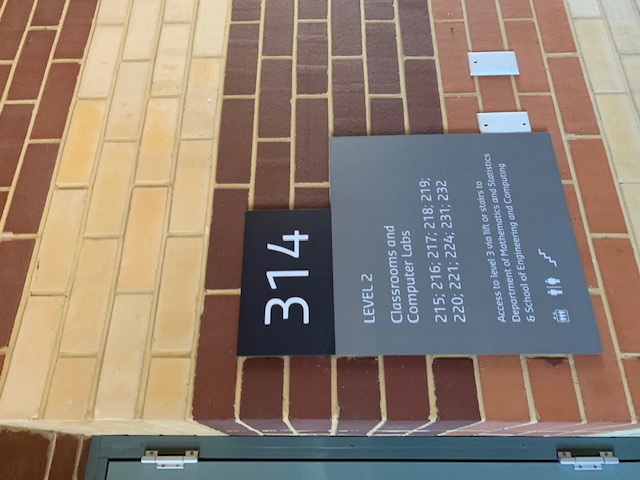 314
LEVEL 2
Classrooms and
Computer Labs
215; 216; 217; 218; 219;
220; 221; 224; 231; 232
Access to level 3 via lift or stairs to
Department of Mathematics and Statistics
& School of Engineering and Computing